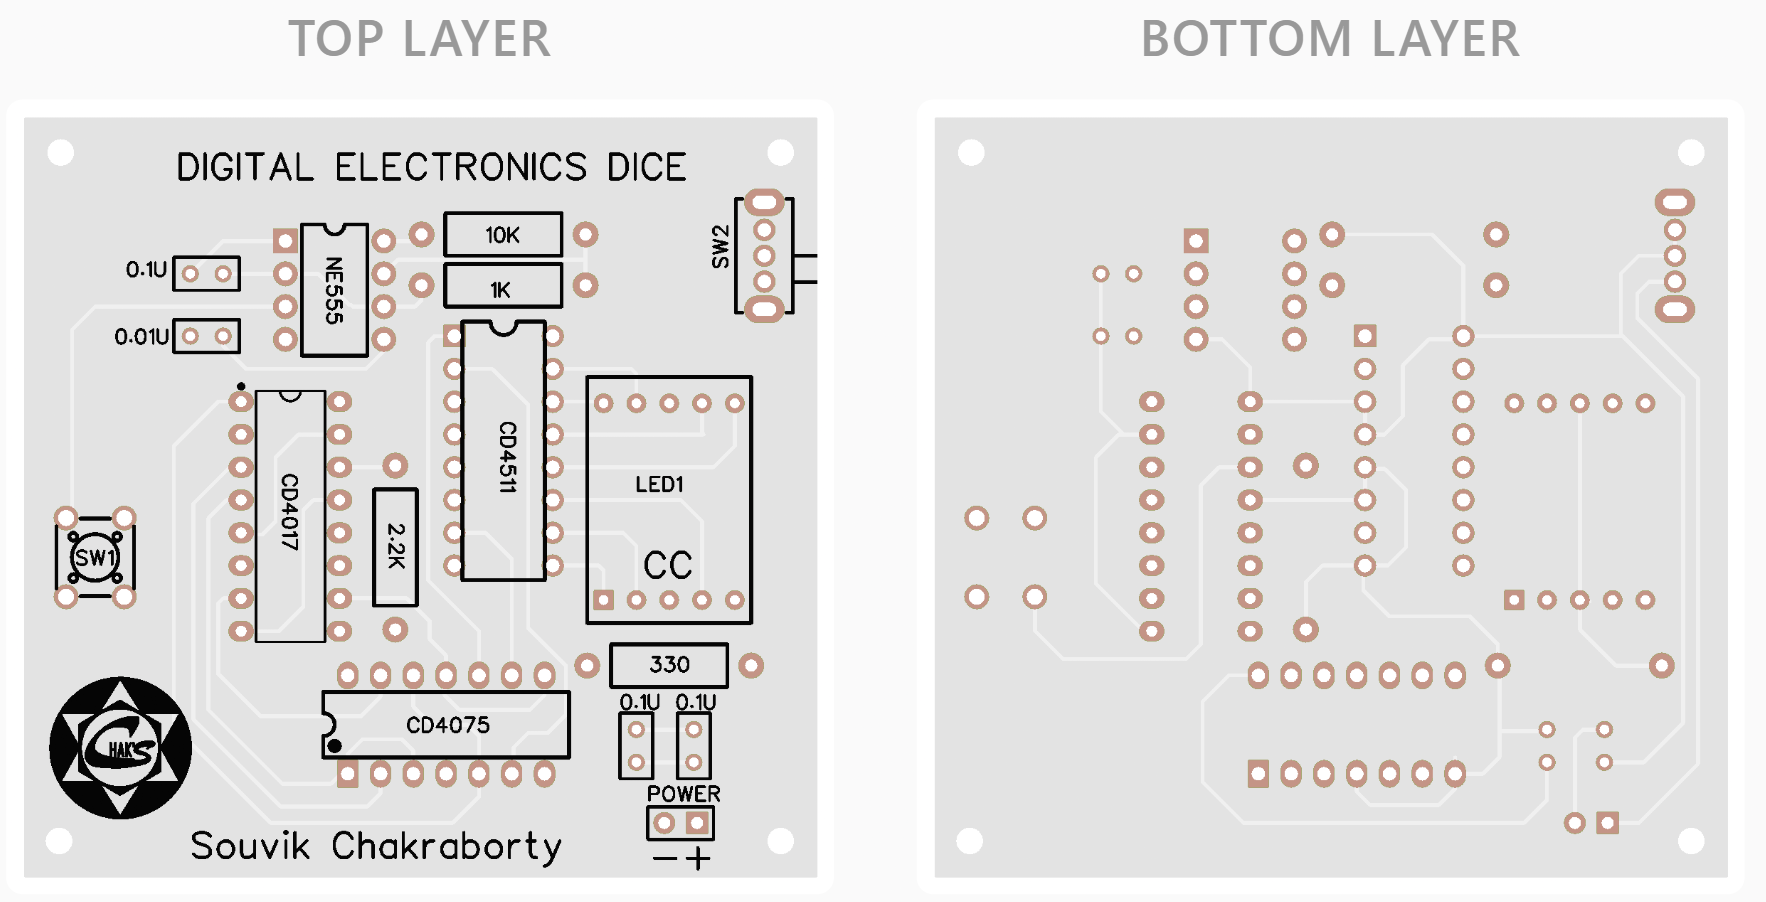 TOP LAYER
BOTTOM LAYER
DIGITAL ELECTRONICS DICE
10K
SW2
0.1U
NE555
1K
0.01U
CD4511
CD4017
LED1
2.2K
SW1
CC
330
0.1U 0.1U
CD4075
CHAK'S
POWER
Souvik Chakraborty
− +